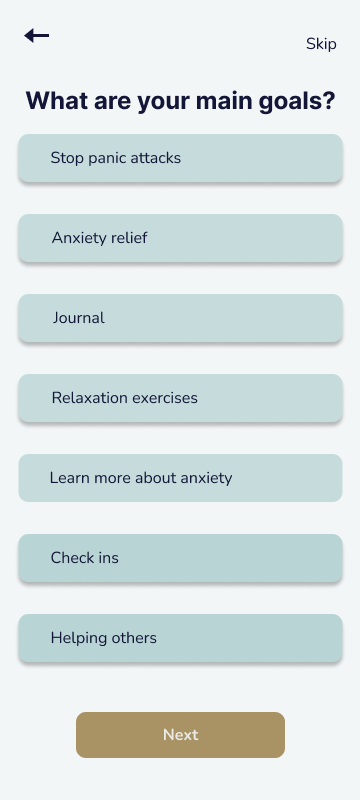 Skip
What are your main goals?
Stop panic attacks
Anxiety relief
Journal
Relaxation exercises
Learn more about anxiety
Check ins
Helping others
Next